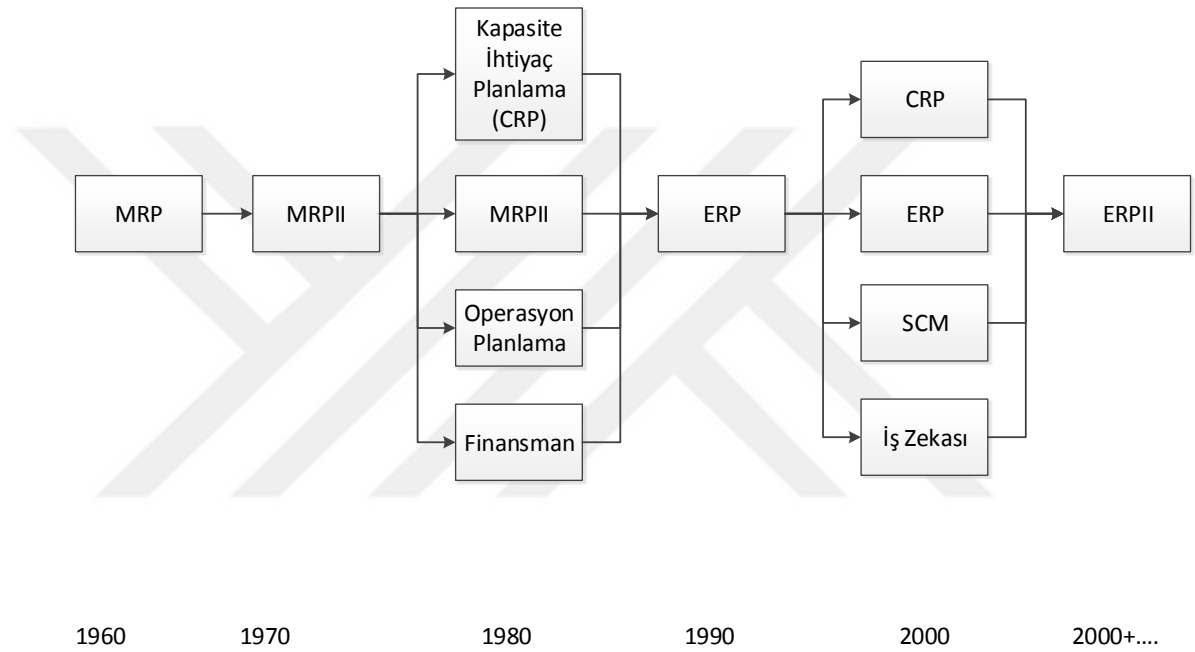 Kapasite
İhtiyaç
Planlama
(CRP)
CRP
MRP
MRPII
MRPII
ERP
ERP
ERPII
Operasyon
Planlama
SCM
Finansman
İş Zekası
1960
1970
1980
1990
2000
2000+....